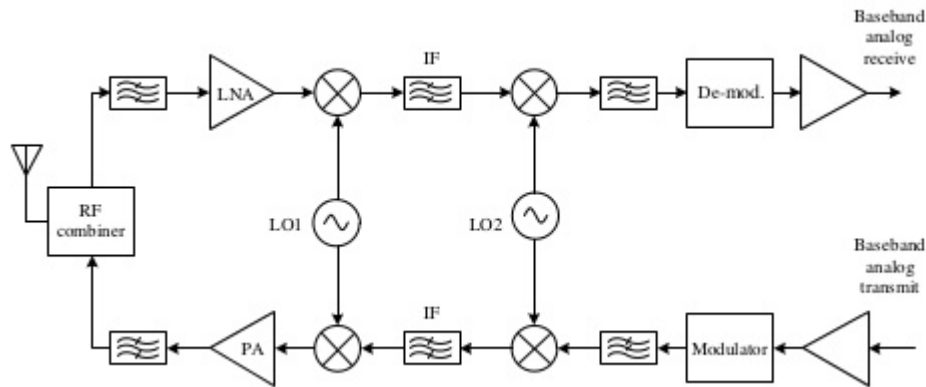 Baseband
analog
receive
IF
LNA
De-mod.
RF
combiner
LO1
LO2
Baseband
analog
transmit
IF
PA
Modulator